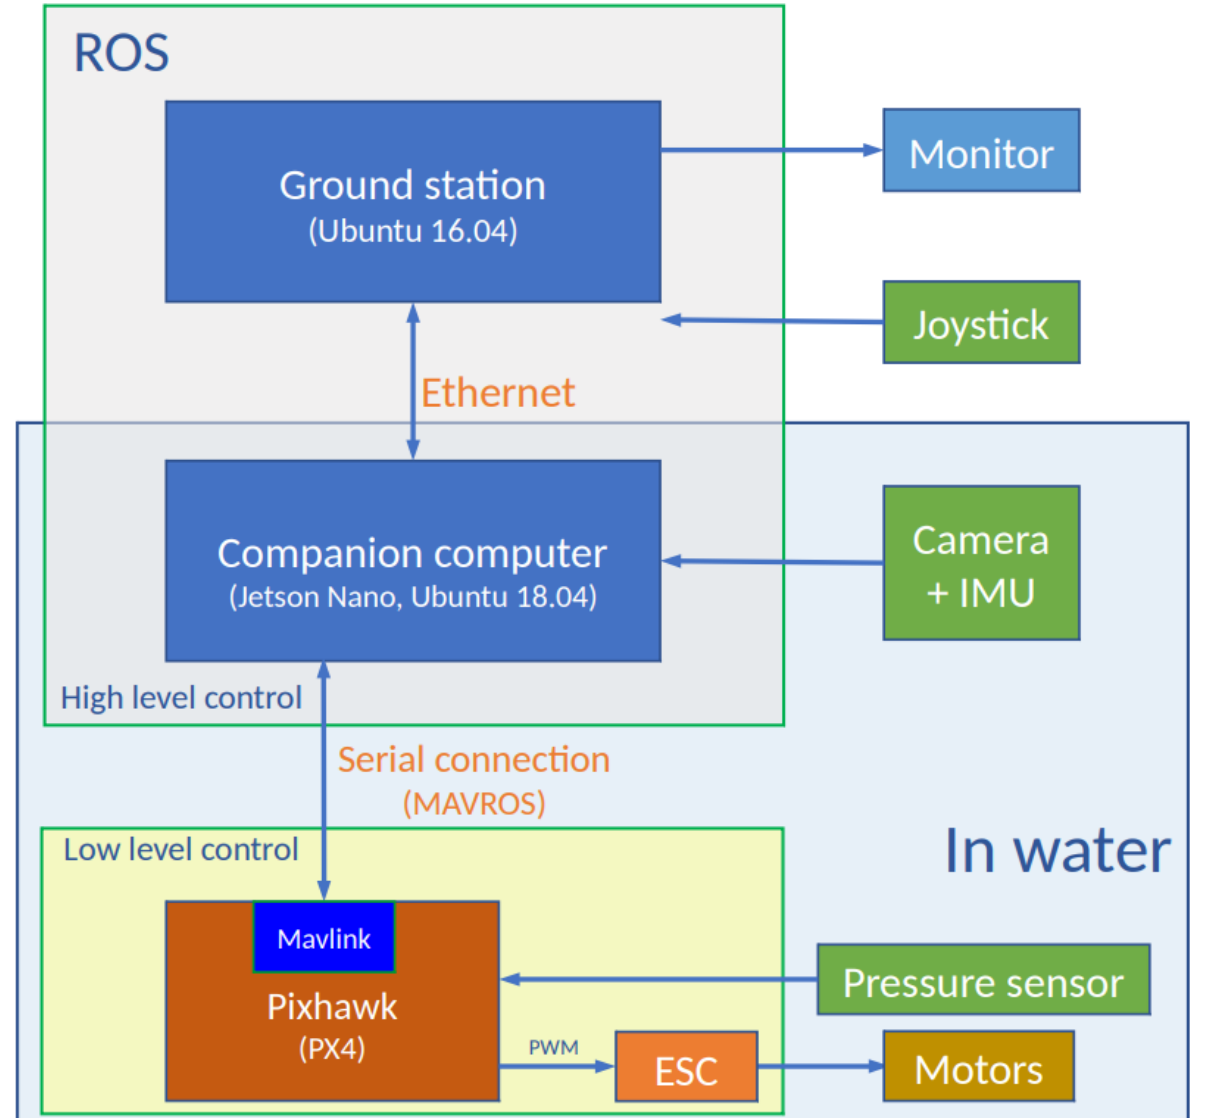 ROS
Ground station
(Ubuntu 16.04)
Monitor
Joystick
Ethernet
Companion computer
(Jetson Nano, Ubuntu 18.04)
Camera
+ IMU
High level control
Serial connection
(MAVROS)
Low level control
In water
Mavlink
Pixhawk
(PX4)
Pressure sensor
PWM
ESC
Motors